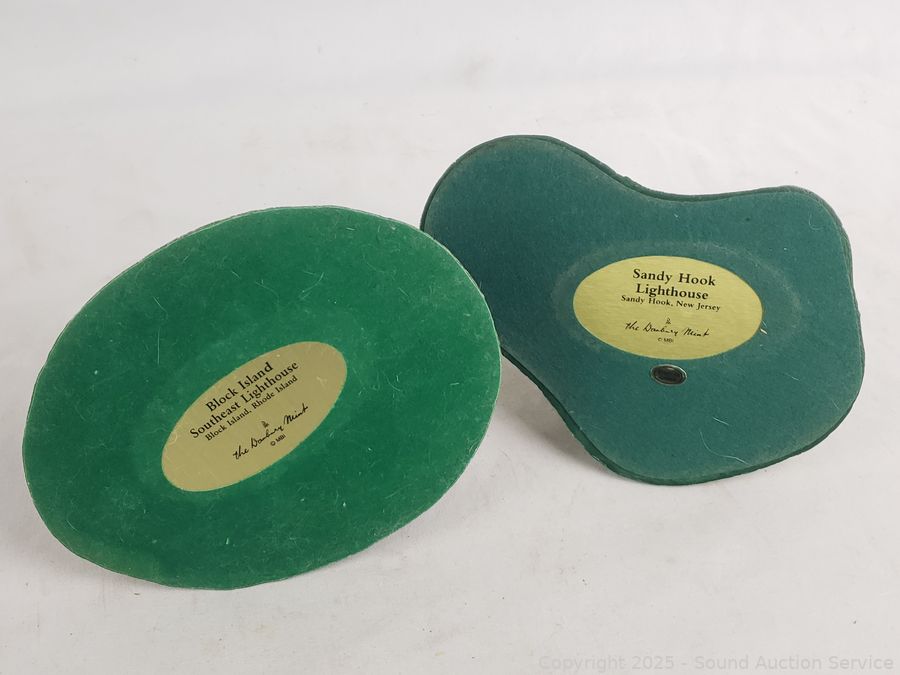 Block Island
Southeast Lighthouse
Block Island, Rhode Island
the Danbury Mint
© MBI
Sandy Hook
Lighthouse
Sandy Hook, New Jersey
the Danbury Mint
© MBI
Copyright 2025 - Sound Auction Service